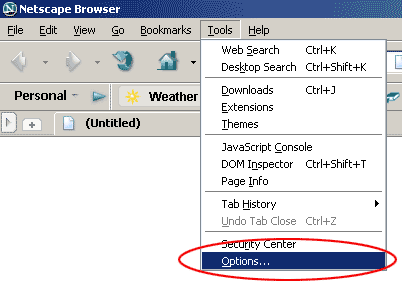 Netscape Browser
File Edit View Go Bookmarks Tools Help
Web Search Ctrl+K
Desktop Search Ctrl+Shift+K
Personal Weather
Downloads Ctrl+J
Extensions
Themes
(Untitled)
JavaScript Console
DOM Inspector Ctrl+Shift+T
Page Info
Tab History
Undo Tab Close Ctrl+Z
Security Center
Options...